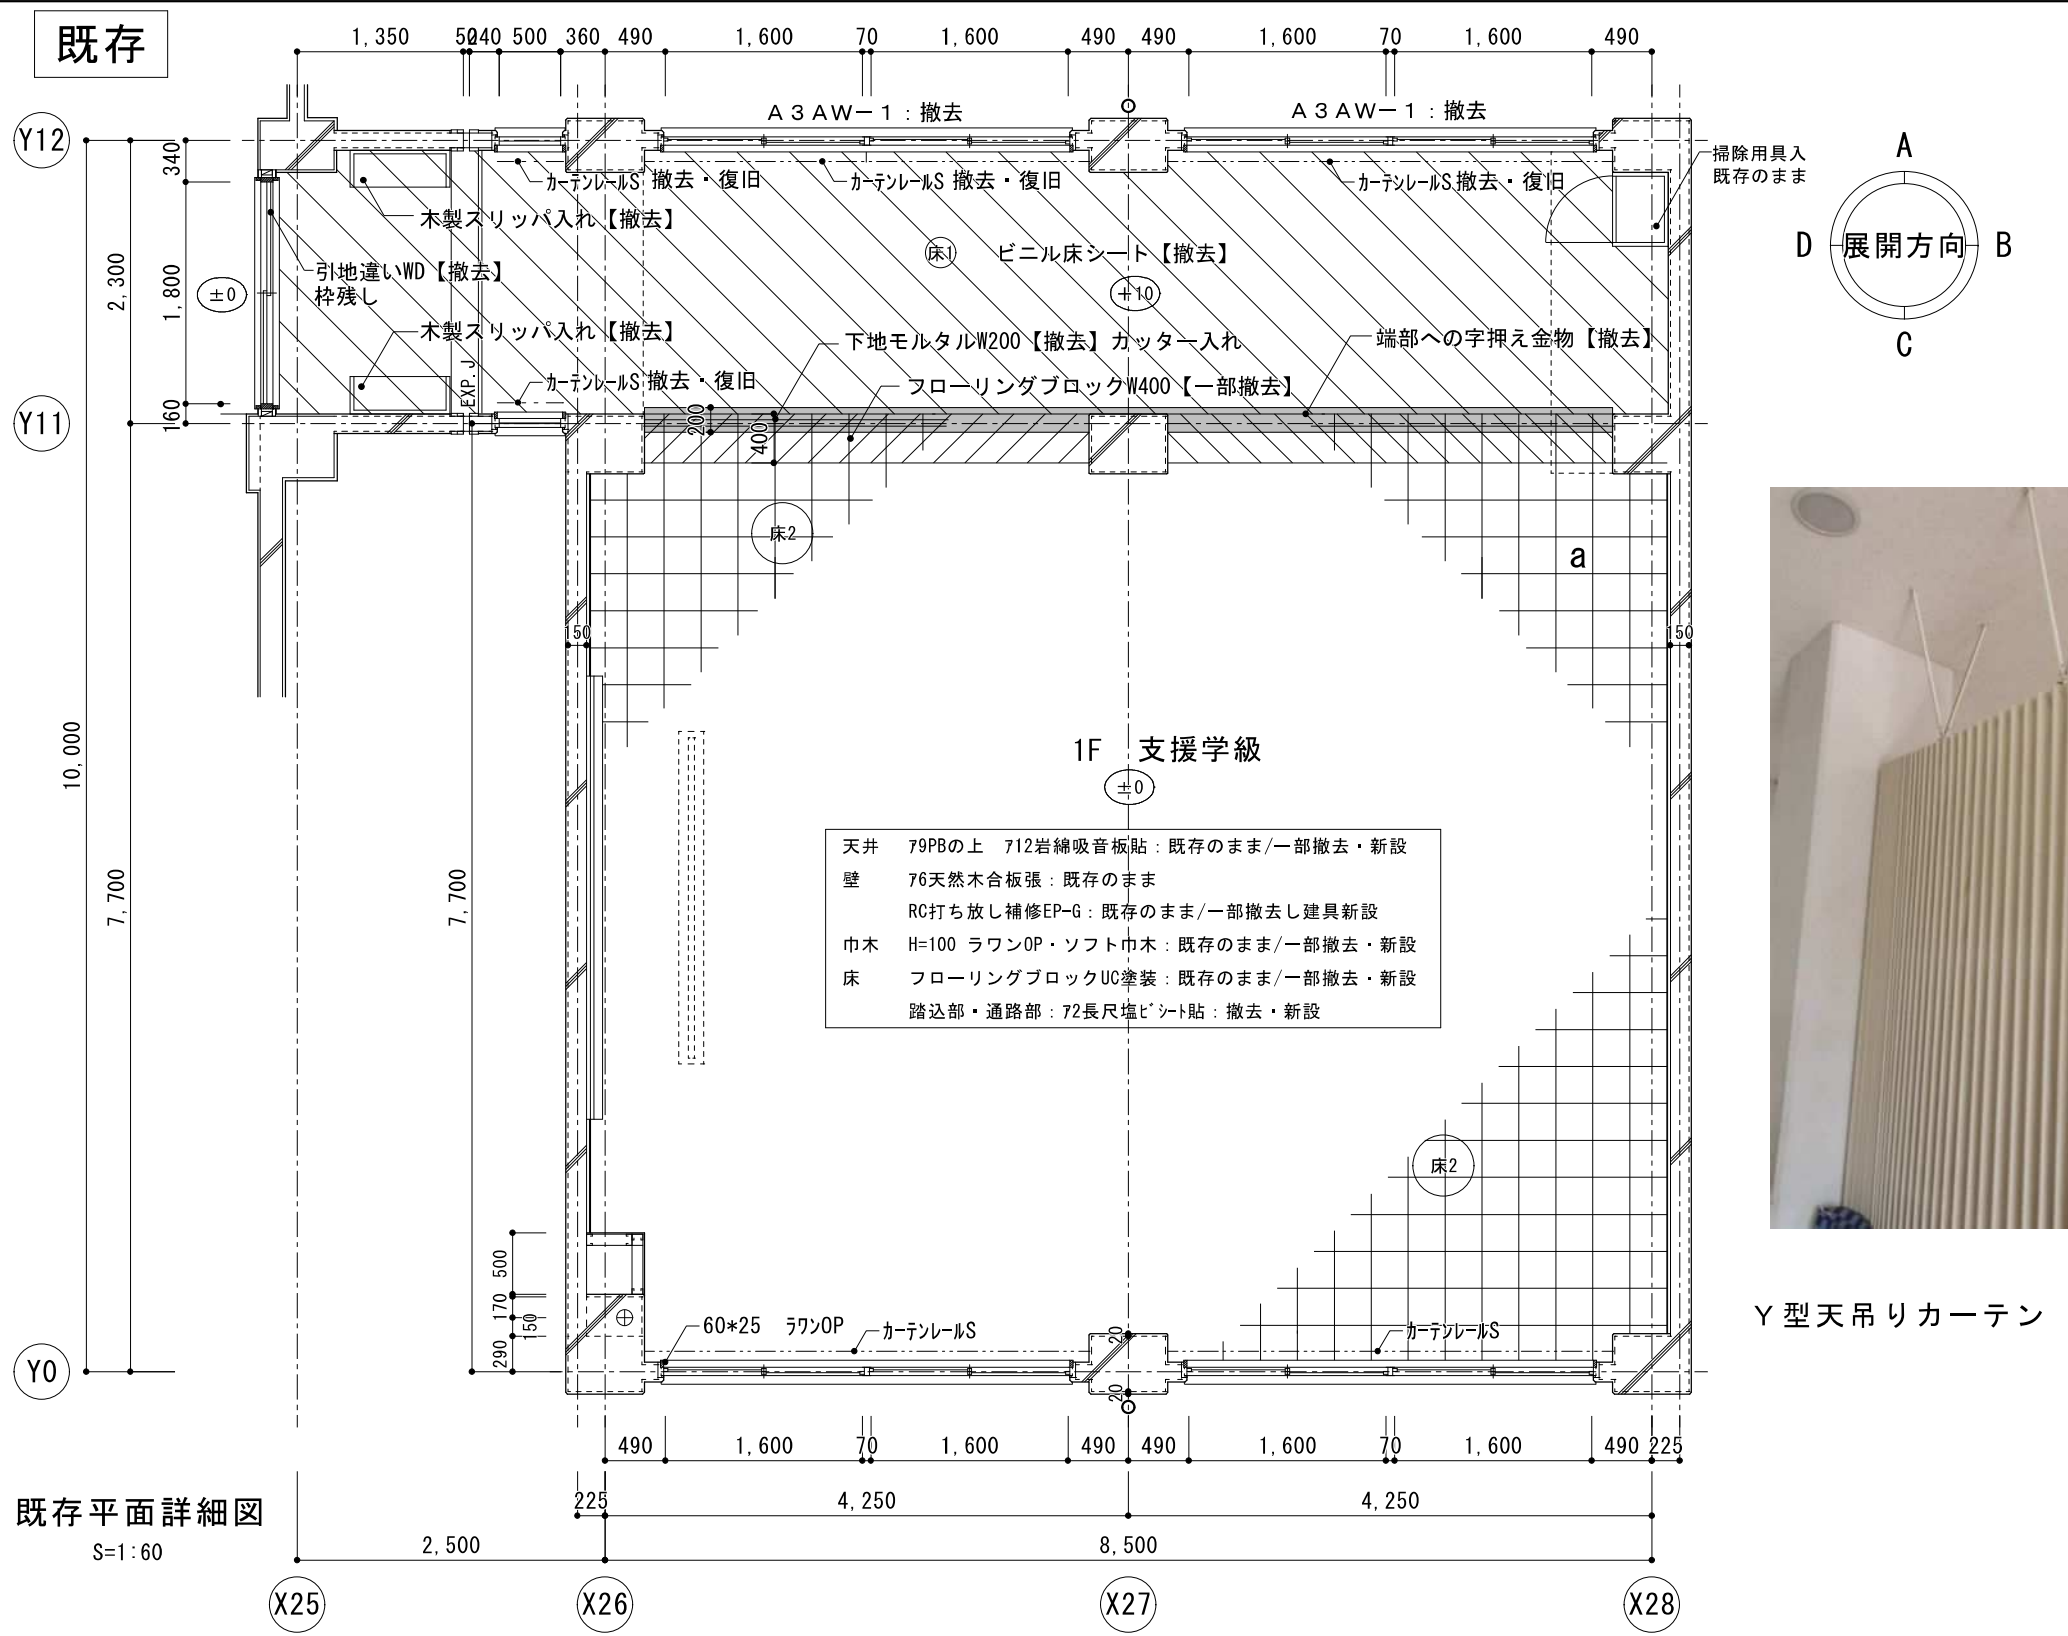 既存
1,350 50 240 500 360 490 1,600 70 1,600 490 490 1,600 70 1,600 490
A3AW-1:撤去
A3AW-1:撤去
Y12
340
掃除用具入
既存のまま
A
カーテンレールS 撤去・復旧
カーテンレールS 撤去・復旧
カーテンレールS 撤去・復旧
木製スリッパ入れ【撤去】
床1
ビニル床シート【撤去】
D
展開方向
B
引地違いWD【撤去】
枠残し
2,300
1,800
±0
+10
木製スリッパ入れ【撤去】
下地モルタルW200【撤去】カッター入れ
端部への字押え金物【撤去】
C
EXP.J
カーテンレールS 撤去・復旧
フローリングブロックW400【一部撤去】
Y11
160
200
400
床2
a
150
150
10,000
7,700
7,700
1F 支援学級
±0
天井 ｱ9PBの上 ｱ12岩綿吸音板貼:既存のまま/一部撤去・新設
壁 ｱ6天然木合板張:既存のまま
RC打ち放し補修EP-G:既存のまま/一部撤去し建具新設
巾木 H=100 ラワンOP・ソフト巾木:既存のまま/一部撤去・新設
床 フローリングブロックUC塗装:既存のまま/一部撤去・新設
踏込部・通路部:ｱ2長尺塩ﾋﾞｼｰﾄ貼:撤去・新設
床2
500
170
150
290
60*25 ﾗﾜﾝOP
カーテンレールS
カーテンレールS
20
20
Y型天吊りカーテン
Y0
490 1,600 70 1,600 490 490 1,600 70 1,600 490 225
225 4,250 4,250
既存平面詳細図
S=1:60
2,500 8,500
X25 X26 X27 X28